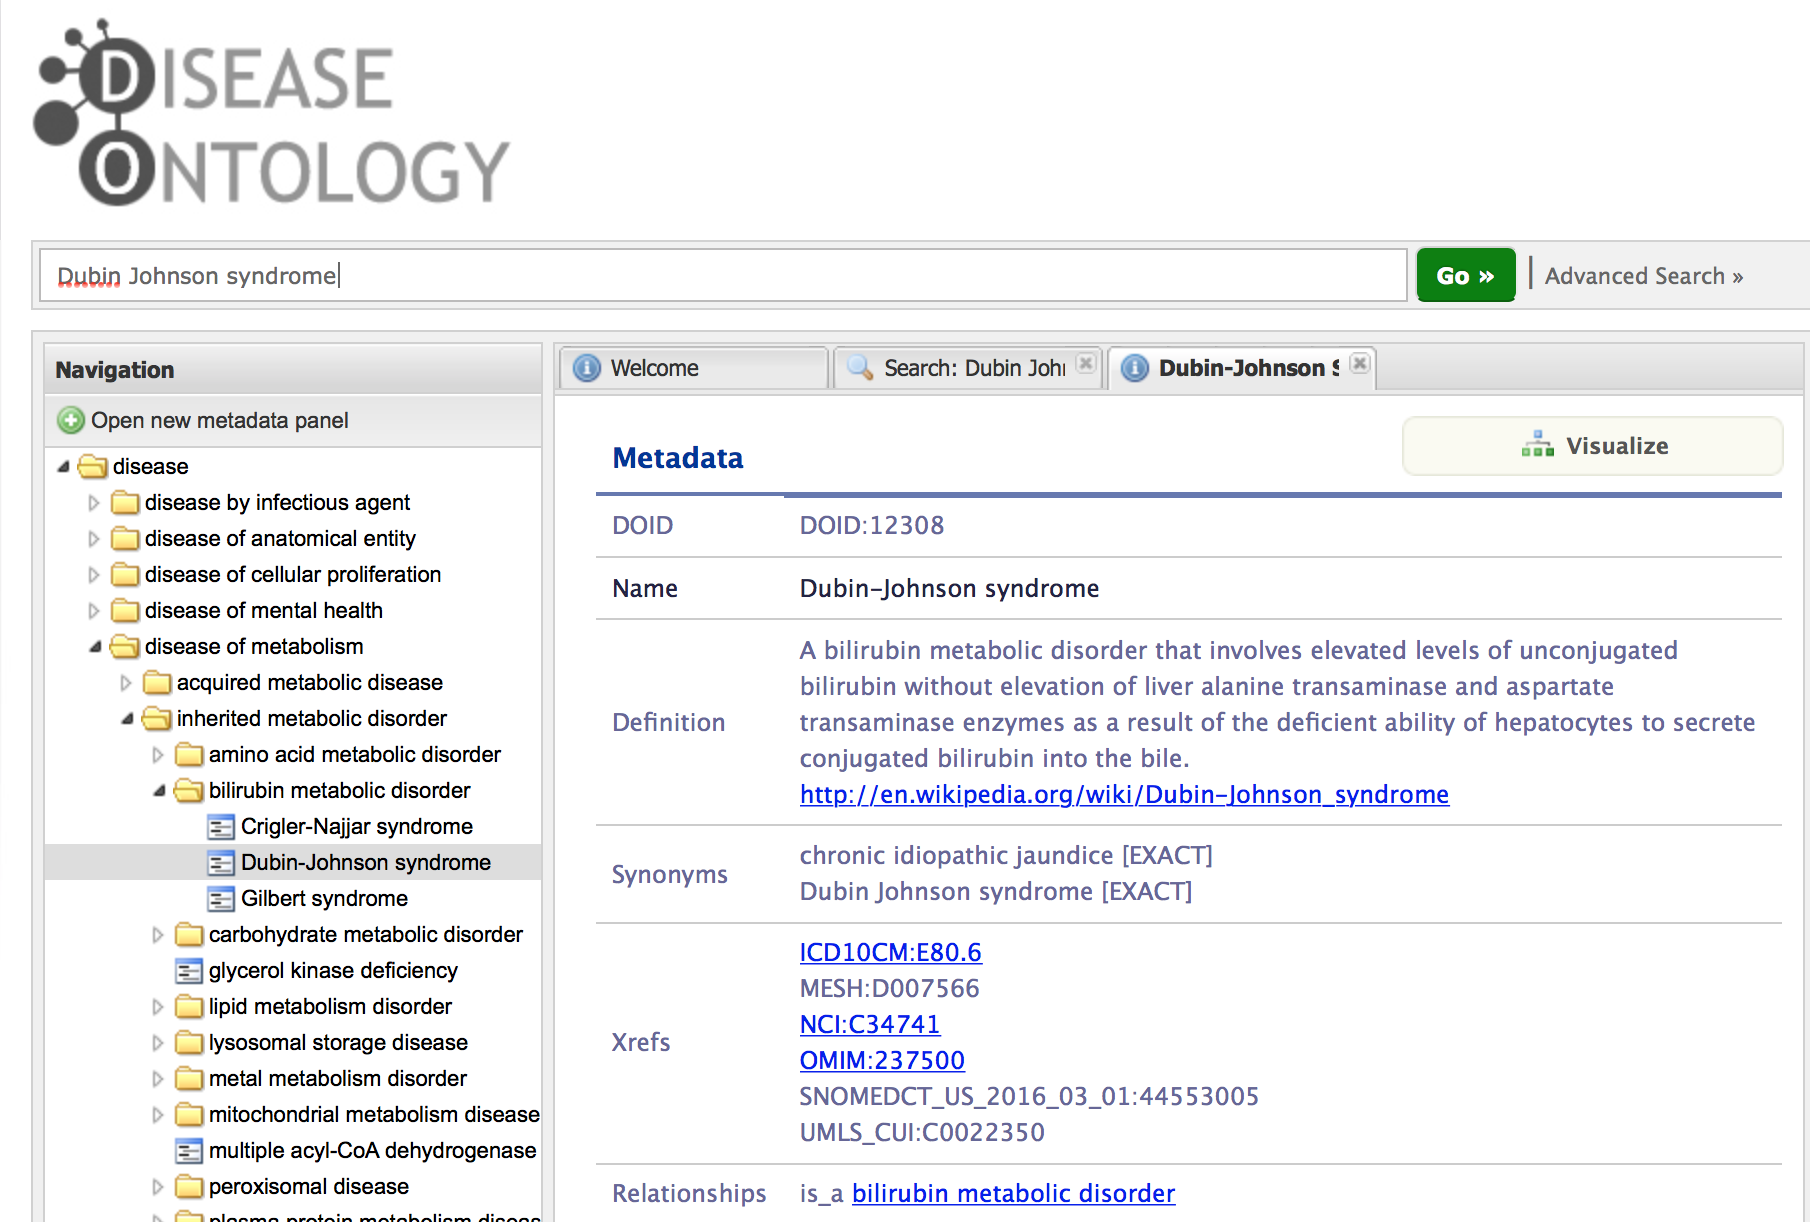 DISEASE
ONTOLOGY
Dubin Johnson syndrome
Go »
Advanced Search »
Navigation
Open new metadata panel
disease
disease by infectious agent
disease of anatomical entity
disease of cellular proliferation
disease of mental health
disease of metabolism
acquired metabolic disease
inherited metabolic disorder
amino acid metabolic disorder
bilirubin metabolic disorder
Crigler-Najjar syndrome
Dubin-Johnson syndrome
Gilbert syndrome
carbohydrate metabolic disorder
glycerol kinase deficiency
lipid metabolism disorder
lysosomal storage disease
metal metabolism disorder
mitochondrial metabolism disease
multiple acyl-CoA dehydrogenase
peroxisomal disease
plasma protein metabolism diseas
Welcome
Search: Dubin Joh
Dubin-Johnson S
Metadata
Visualize
DOID
DOID:12308
Name
Dubin-Johnson syndrome
Definition
A bilirubin metabolic disorder that involves elevated levels of unconjugated
bilirubin without elevation of liver alanine transaminase and aspartate
transaminase enzymes as a result of the deficient ability of hepatocytes to secrete
conjugated bilirubin into the bile.
http://en.wikipedia.org/wiki/Dubin-Johnson_syndrome
Synonyms
chronic idiopathic jaundice [EXACT]
Dubin Johnson syndrome [EXACT]
Xrefs
ICD10CM:E80.6
MESH:D007566
NCI:C34741
OMIM:237500
SNOMEDCT_US_2016_03_01:44553005
UMLS_CUI:C0022350
Relationships
is_a bilirubin metabolic disorder